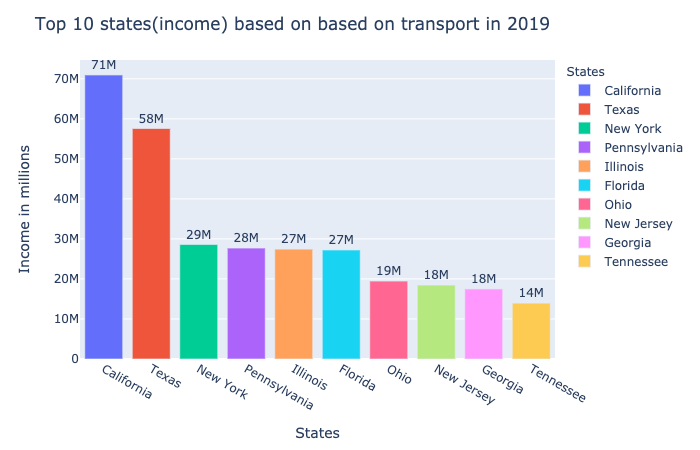 Top 10 states(income) based on based on transport in 2019
71M
58M
29M
28M
27M
27M
19M
18M
18M
14M
70M
60M
50M
40M
30M
20M
10M
0
Income in millions
California
Texas
New York
Pennsylvania
Illinois
Florida
Ohio
New Jersey
Georgia
Tennessee
States
States
California
Texas
New York
Pennsylvania
Illinois
Florida
Ohio
New Jersey
Georgia
Tennessee